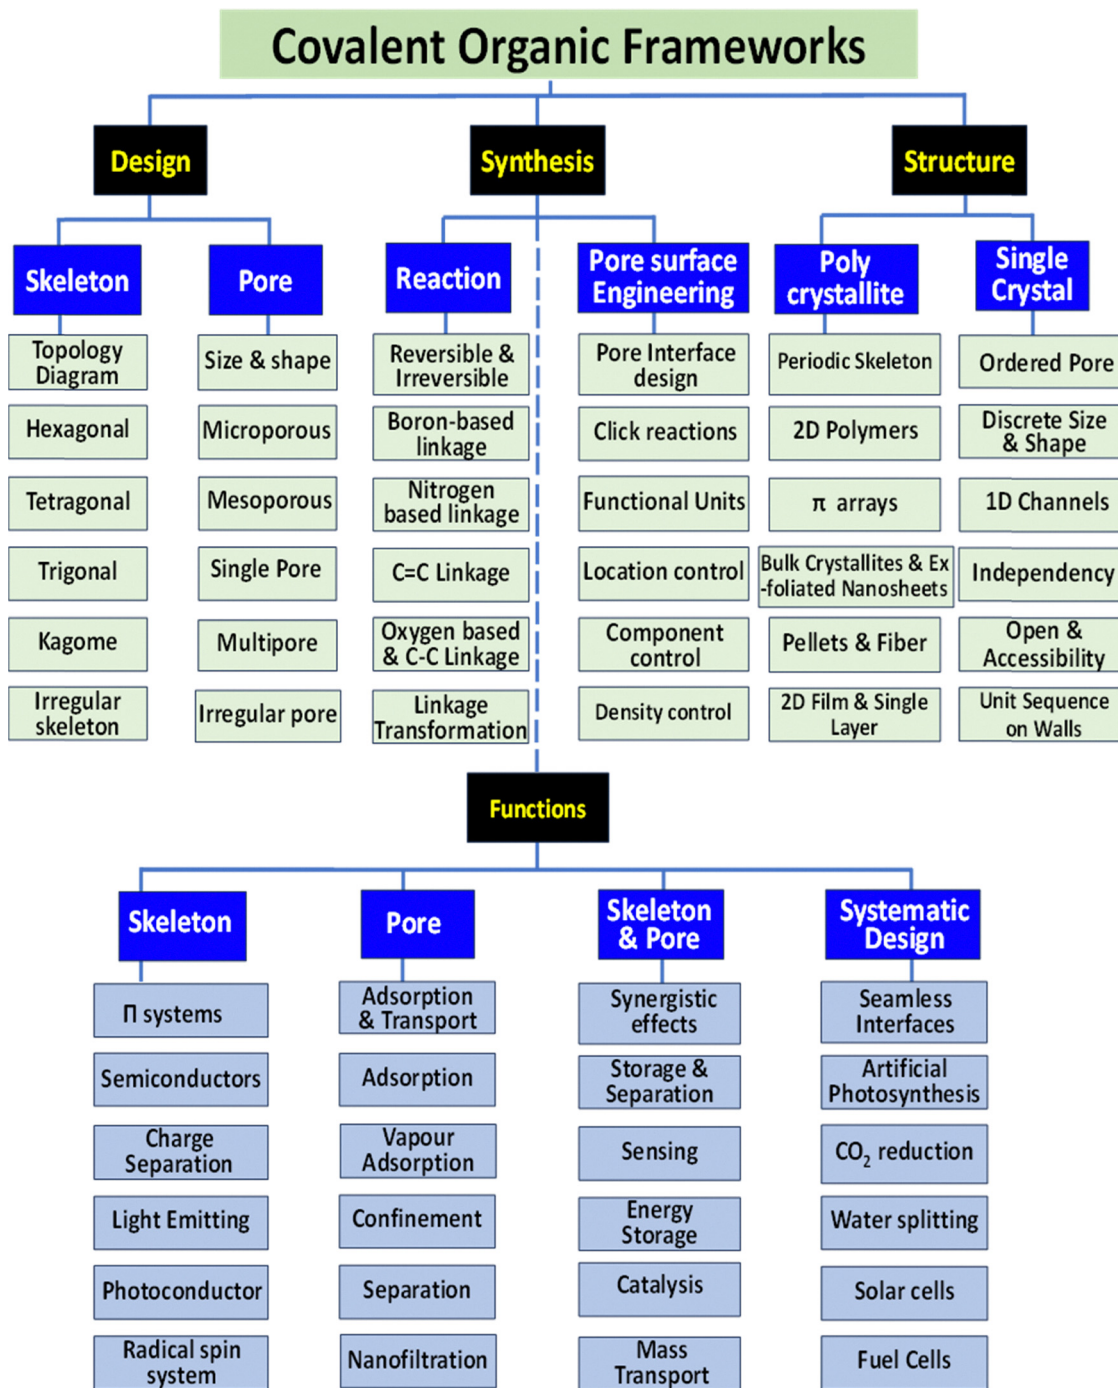 Covalent Organic Frameworks
Design
Synthesis
Structure
Skeleton
Pore
Reaction
Pore surface
Engineering
Poly
crystallite
Single
Crystal
Topology
Diagram
Hexagonal
Tetragonal
Trigonal
Kagome
Irregular
skeleton
Size & shape
Microporous
Mesoporous
Single Pore
Multipore
Irregular pore
Reversible &
Irreversible
Boron-based
linkage
Nitrogen
based linkage
C=C Linkage
Oxygen based
& C-C Linkage
Linkage
Transformation
Pore Interface
design
Click reactions
Functional Units
Location control
Component
control
Density control
Periodic Skeleton
2D Polymers
π arrays
Bulk Crystallites & Ex
-foliated Nanosheets
Pellets & Fiber
2D Film & Single
Layer
Ordered Pore
Discrete Size
& Shape
1D Channels
Independency
Open &
Accessibility
Unit Sequence
on Walls
Functions
Skeleton
Pore
Skeleton
& Pore
Systematic
Design
Π systems
Semiconductors
Charge
Separation
Light Emitting
Photoconductor
Radical spin
system
Adsorption
& Transport
Adsorption
Vapour
Adsorption
Confinement
Separation
Nanofiltration
Synergistic
effects
Storage &
Separation
Sensing
Energy
Storage
Catalysis
Mass
Transport
Seamless
Interfaces
Artificial
Photosynthesis
CO₂ reduction
Water splitting
Solar cells
Fuel Cells